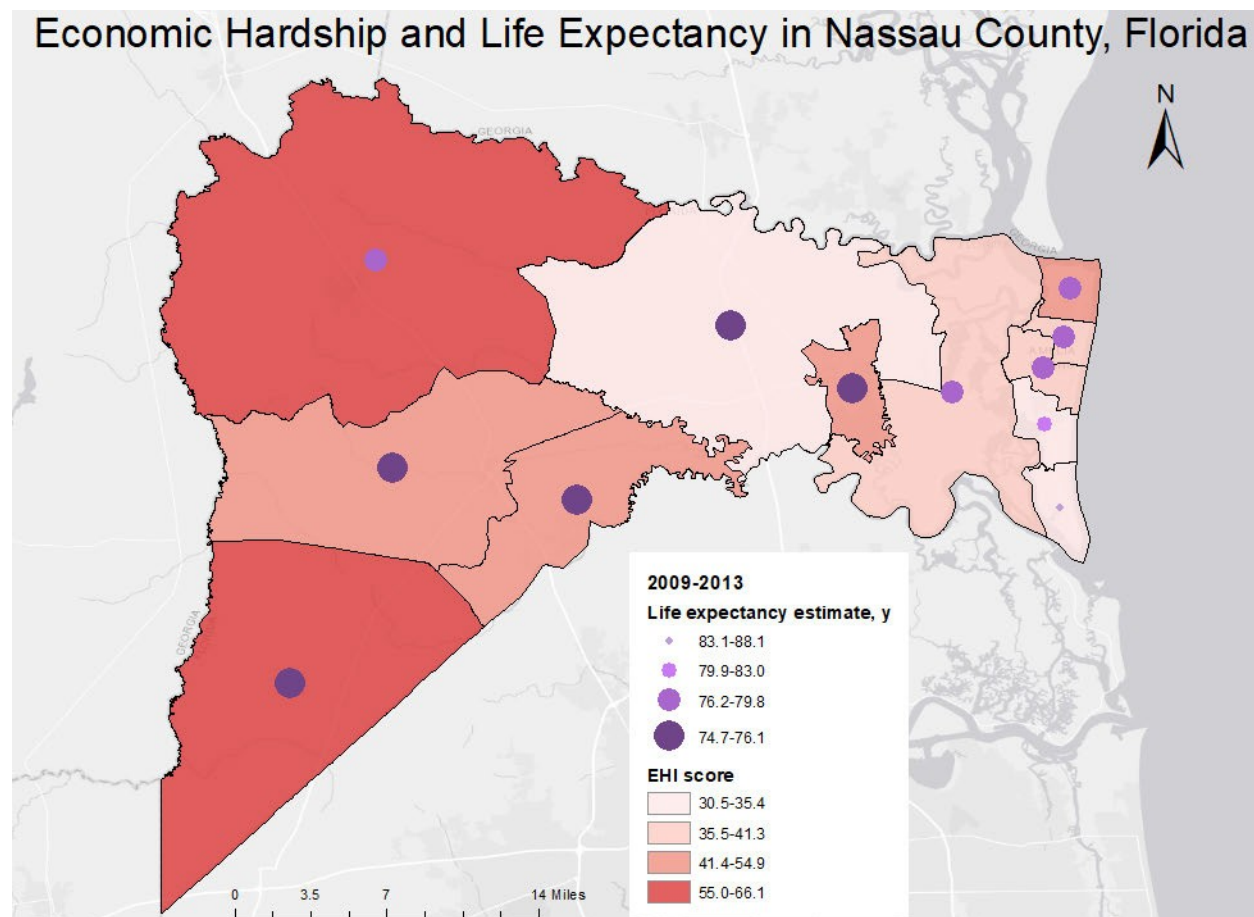 Economic Hardship and Life Expectancy in Nassau County, Florida
N
GEORGIA
GEORGIA
GEORGIA
2009-2013
Life expectancy estimate, y
83.1-88.1
79.9-83.0
76.2-79.8
74.7-76.1
EHI score
30.5-35.4
35.5-41.3
41.4-54.9
55.0-66.1
0 3.5 7 14 Miles